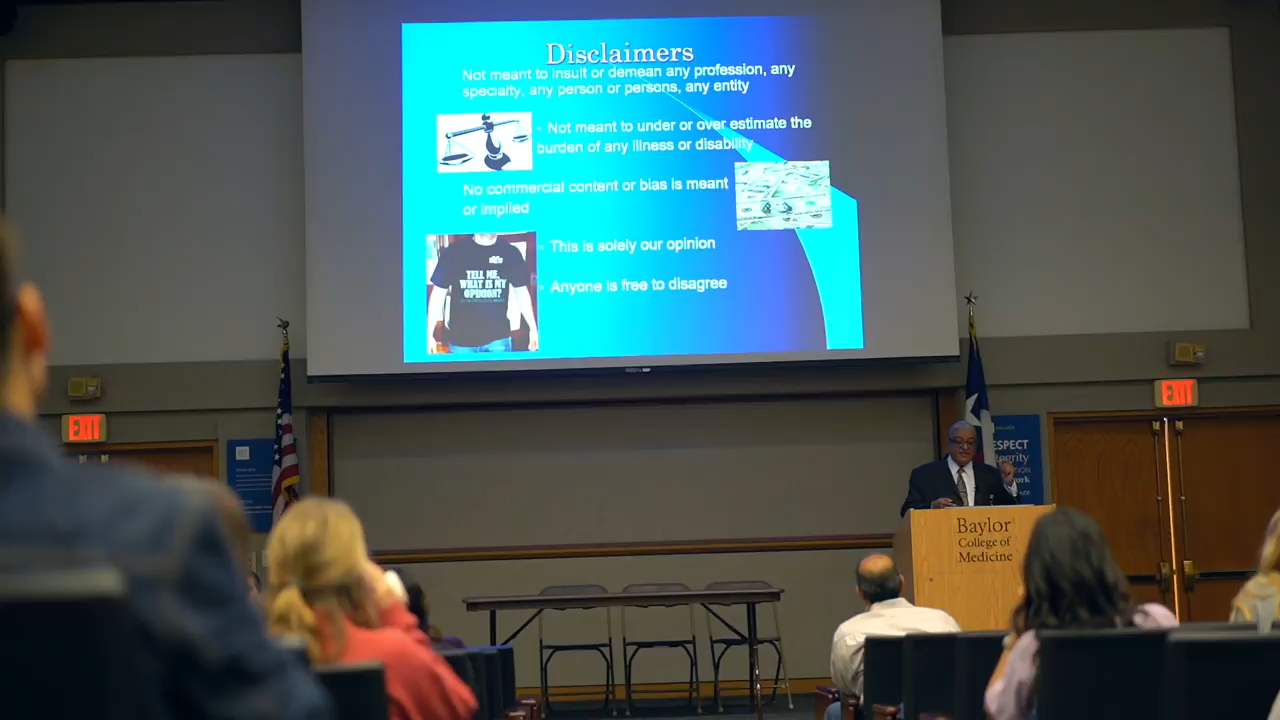 Disclaimers
Not meant to insult or demean any profession, any
specialty, any person or persons, any entity
Not meant to under or over estimate the
burden of any illness or disability
No commercial content or bias is meant
or implied
This is solely our opinion
TELL ME,
WHAT IS MY
OPINION?
Anyone is free to disagree
EXIT
EXIT
ESPECT
tegrity
ION
ork
Baylor
College of
Medicine